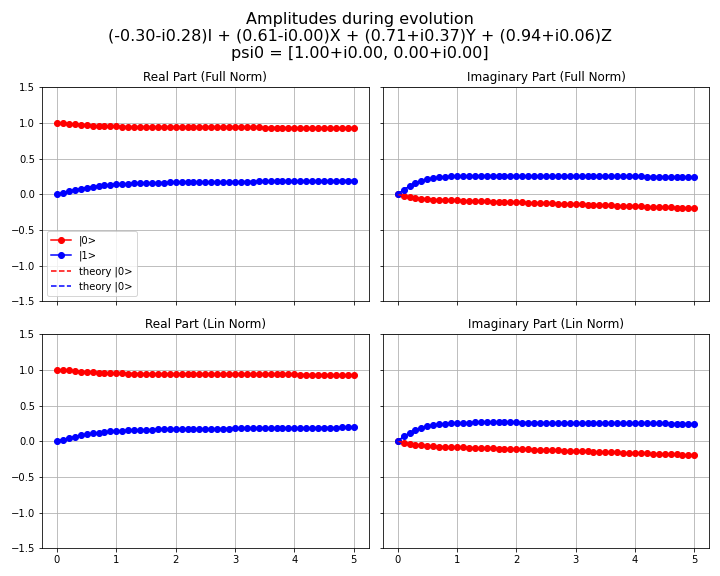 Amplitudes during evolution
(-0.30-i0.28)I + (0.61-i0.00)X + (0.71+i0.37)Y + (0.94+i0.06)Z
psi0 = [1.00+i0.00, 0.00+i0.00]
Real Part (Full Norm)
Imaginary Part (Full Norm)
1.5
1.0
0.5
0.0
−0.5
−1.0
−1.5
|0>
|1>
theory |0>
theory |0>
Real Part (Lin Norm)
Imaginary Part (Lin Norm)
1.5
1.0
0.5
0.0
−0.5
−1.0
−1.5
0 1 2 3 4 5
0 1 2 3 4 5